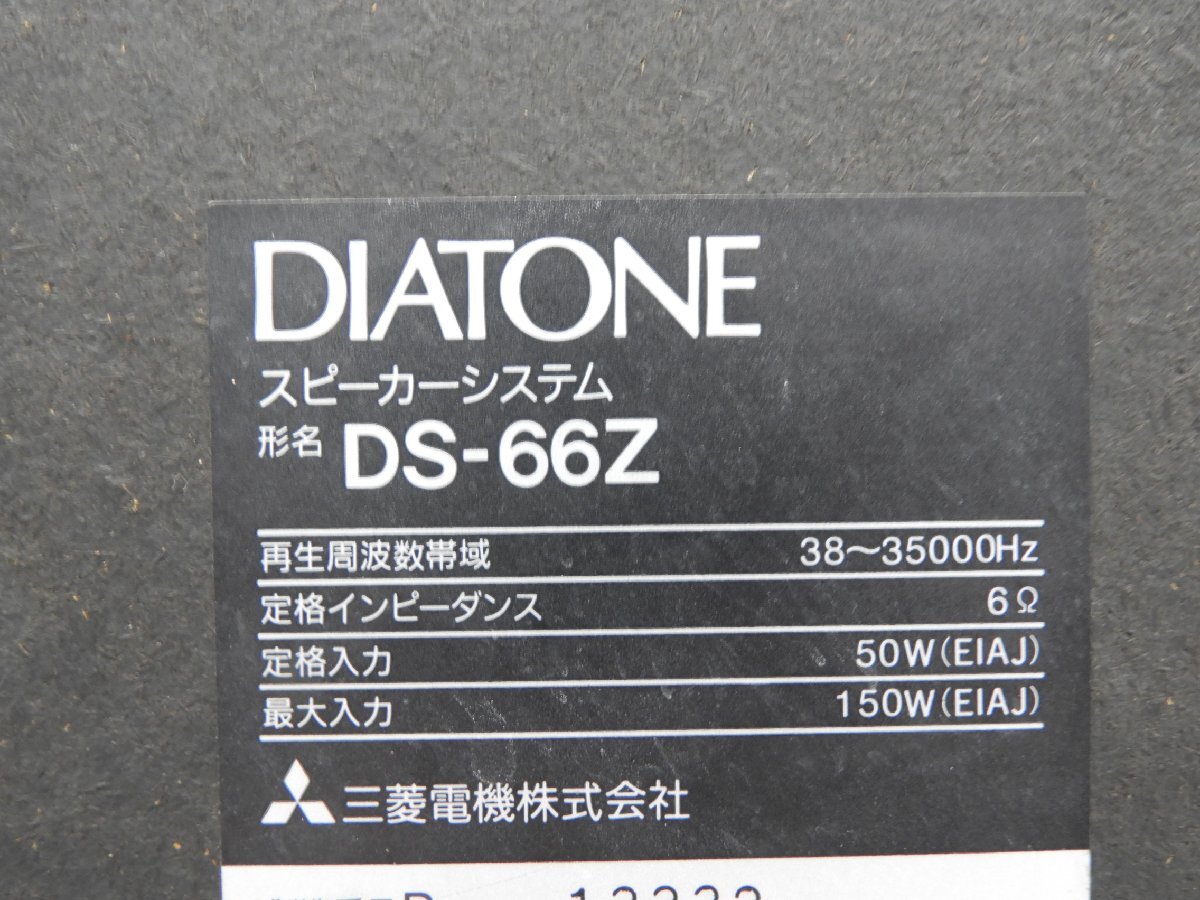 DIATONE
スピーカーシステム
形名 DS-66Z
再生周波数帯域 38〜35000Hz
定格インピーダンス 6Ω
定格入力 50W(EIAJ)
最大入力 150W(EIAJ)
三菱電機株式会社